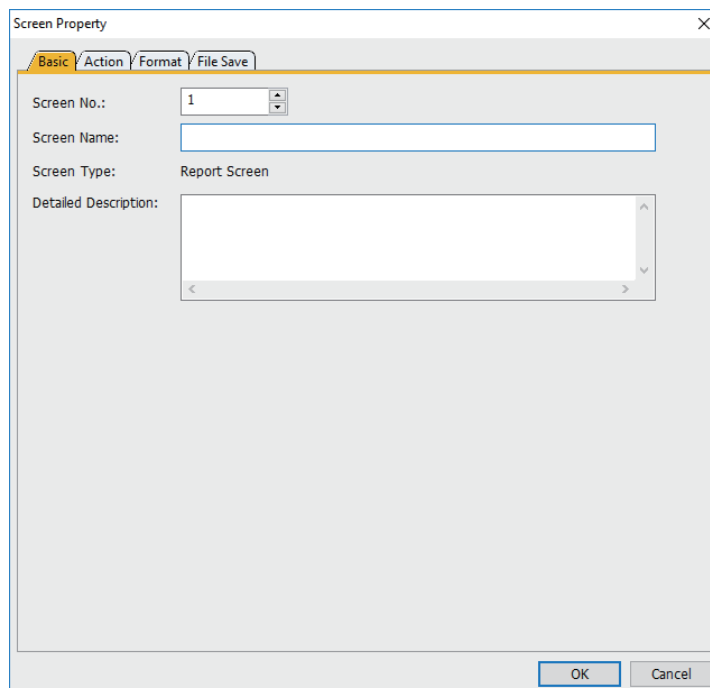 Screen Property
Basic Action Format File Save
Screen No.: 1
Screen Name:
Screen Type: Report Screen
Detailed Description:
OK Cancel